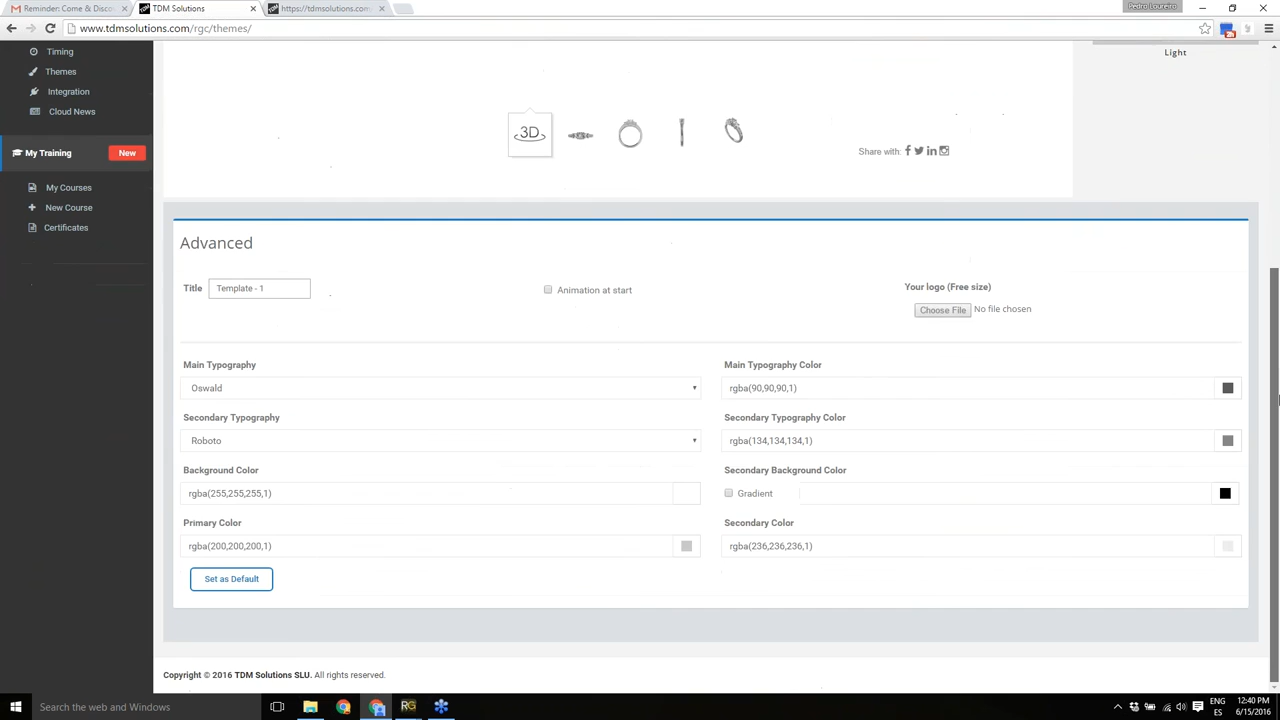 Reminder: Come & Disco
TDM Solutions
https://tdmsolutions.com
Pedro Loureiro
www.tdmsolutions.com/rgc/themes/
Timing
Themes
Integration
Cloud News
My Training
New
My Courses
New Course
Certificates
Light
3D
Share with:
Advanced
Title
Template - 1
Animation at start
Your logo (Free size)
Choose File
No file chosen
Main Typography
Main Typography Color
Oswald
rgba(90,90,90,1)
Secondary Typography
Secondary Typography Color
Roboto
rgba(134,134,134,1)
Background Color
Secondary Background Color
rgba(255,255,255,1)
Gradient
Primary Color
Secondary Color
rgba(200,200,200,1)
rgba(236,236,236,1)
Set as Default
Copyright © 2016 TDM Solutions SLU. All rights reserved.
Search the web and Windows
RG
ENG
ES
12:40 PM
6/15/2016